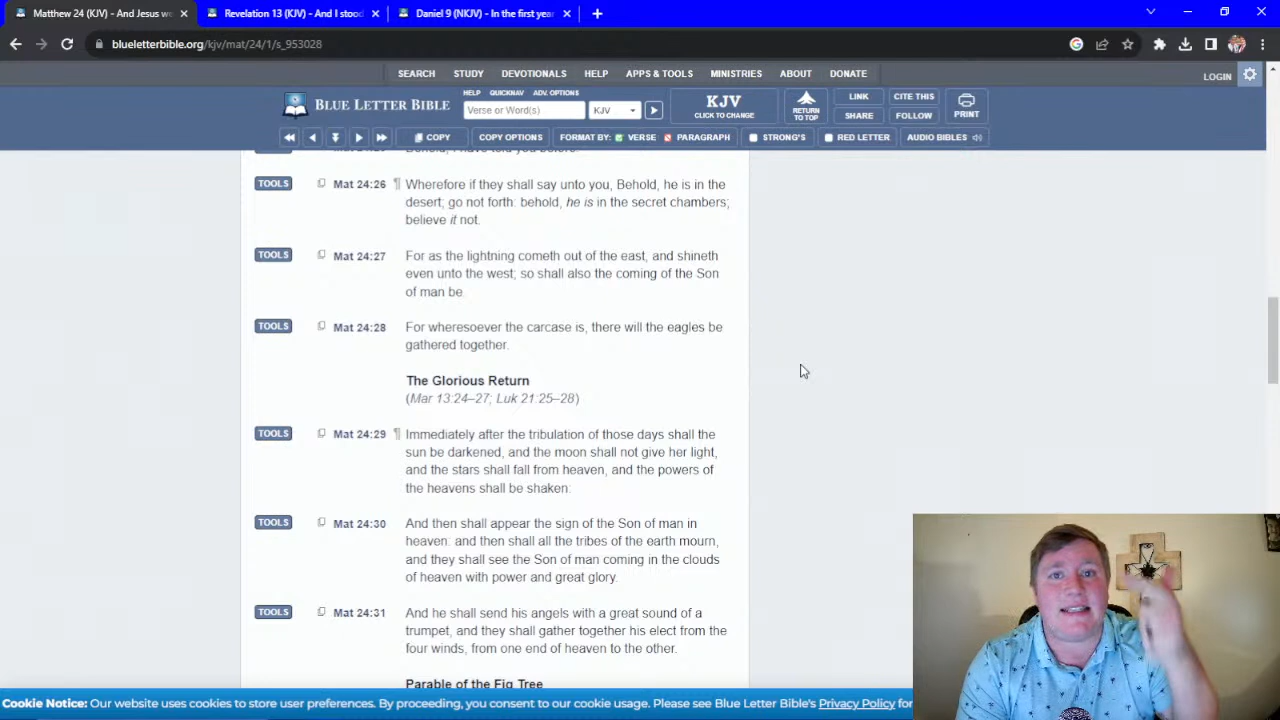 Matthew 24 (KJV) - And Jesus we
Revelation 13 (KJV) - And I stood
Daniel 9 (NKJV) - In the first year
blueletterbible.org/kjv/mat/24/1/s_953028
SEARCH STUDY DEVOTIONALS HELP APPS & TOOLS MINISTRIES ABOUT DONATE
LOGIN
BLUE LETTER BIBLE
HELP QUICKNAV ADV. OPTIONS
Verse or Word(s)
KJV
KJV
CLICK TO CHANGE
RETURN
TO TOP
LINK
CITE THIS
SHARE
FOLLOW
PRINT
COPY COPY OPTIONS FORMAT BY: VERSE PARAGRAPH STRONG'S RED LETTER AUDIO BIBLES
Behold, I have told you before.
TOOLS Mat 24:26 ¶ Wherefore if they shall say unto you, Behold, he is in the
desert; go not forth: behold, he is in the secret chambers;
believe it not.
TOOLS Mat 24:27 For as the lightning cometh out of the east, and shineth
even unto the west; so shall also the coming of the Son
of man be.
TOOLS Mat 24:28 For wheresoever the carcase is, there will the eagles be
gathered together.
The Glorious Return
(Mar 13:24–27; Luk 21:25–28)
TOOLS Mat 24:29 ¶ Immediately after the tribulation of those days shall the
sun be darkened, and the moon shall not give her light,
and the stars shall fall from heaven, and the powers of
the heavens shall be shaken:
TOOLS Mat 24:30 And then shall appear the sign of the Son of man in
heaven: and then shall all the tribes of the earth mourn,
and they shall see the Son of man coming in the clouds
of heaven with power and great glory.
TOOLS Mat 24:31 And he shall send his angels with a great sound of a
trumpet, and they shall gather together his elect from the
four winds, from one end of heaven to the other.
Parable of the Fig Tree
Cookie Notice: Our website uses cookies to store user preferences. By proceeding, you consent to our cookie usage. Please see Blue Letter Bible's Privacy Policy for